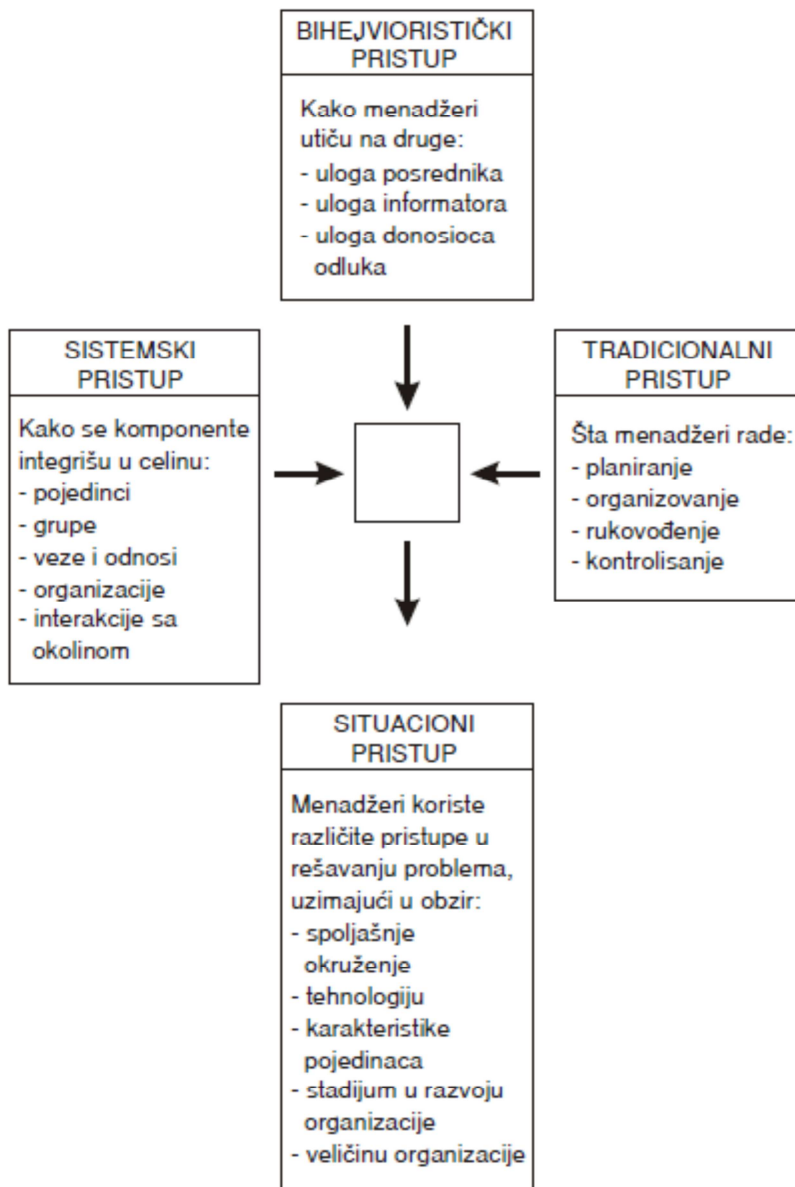 BIHEJVIORISTIČKI
PRISTUP
Kako menadžeri
utiču na druge:
- uloga posrednika
- uloga informatora
- uloga donosioca
odluka
SISTEMSKI
PRISTUP
Kako se komponente
integrišu u celinu:
- pojedinci
- grupe
- veze i odnosi
- organizacije
- interakcije sa
okolinom
TRADICIONALNI
PRISTUP
Šta menadžeri rade:
- planiranje
- organizovanje
- rukovođenje
- kontrolisanje
SITUACIONI
PRISTUP
Menadžeri koriste
različite pristupe u
rešavanju problema,
uzimajući u obzir:
- spoljašnje
okruženje
- tehnologiju
- karakteristike
pojedinaca
- stadijum u razvoju
organizacije
- veličinu organizacije